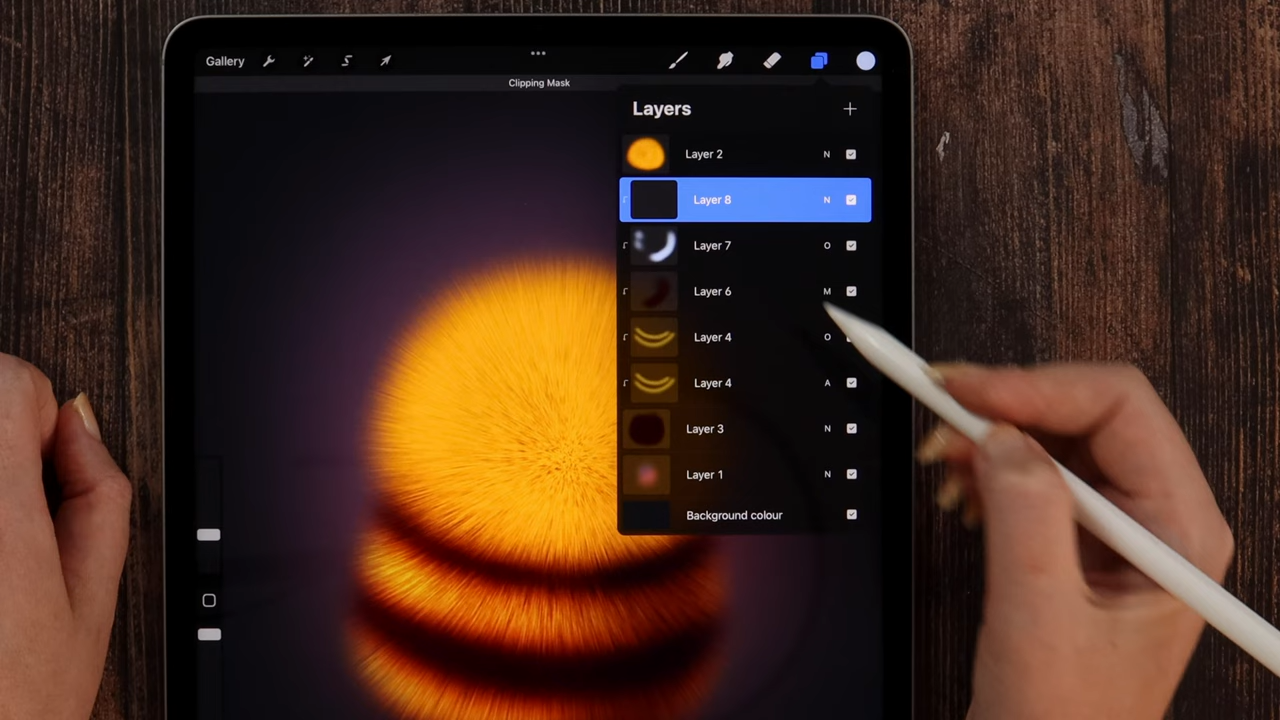 Gallery
Clipping Mask
Layers
Layer 2 N
Layer 8 N
Layer 7 O
Layer 6 M
Layer 4 O
Layer 4 A
Layer 3 N
Layer 1 N
Background colour